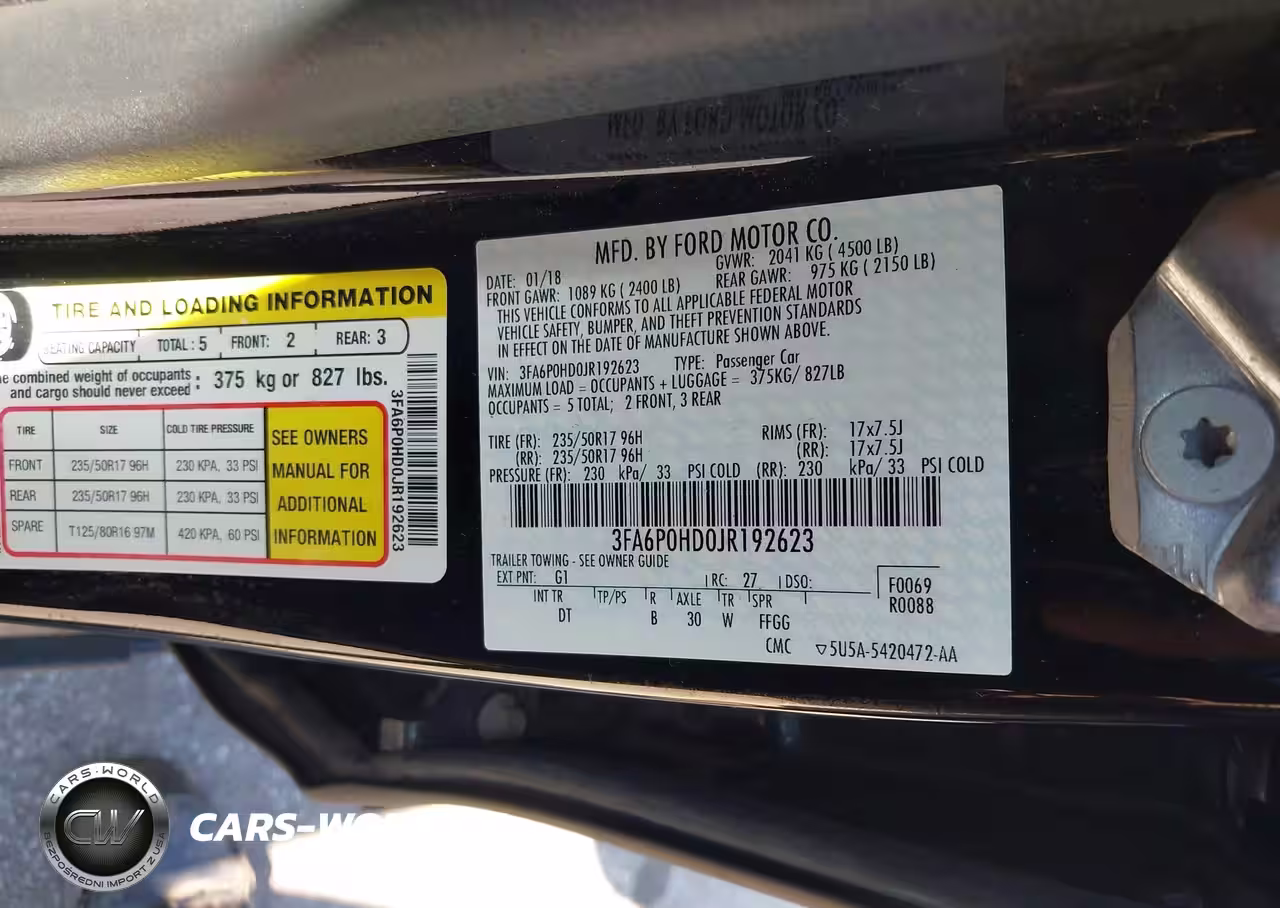 TIRE AND LOADING INFORMATION
SEATING CAPACITY TOTAL: 5 FRONT: 2 REAR: 3
combined weight of occupants
and cargo should never exceed : 375 kg or 827 lbs.
TIRE SIZE COLD TIRE PRESSURE
FRONT 235/50R17 96H 230 KPA, 33 PSI
REAR 235/50R17 96H 230 KPA, 33 PSI
SPARE T125/80R16 97M 420 KPA, 60 PSI
SEE OWNERS
MANUAL FOR
ADDITIONAL
INFORMATION
3FA6P0HD0JR192623
MFD. BY FORD MOTOR CO.
DATE: 01/18 GVWR: 2041 KG ( 4500 LB)
FRONT GAWR: 1089 KG ( 2400 LB) REAR GAWR: 975 KG ( 2150 LB)
THIS VEHICLE CONFORMS TO ALL APPLICABLE FEDERAL MOTOR
VEHICLE SAFETY, BUMPER, AND THEFT PREVENTION STANDARDS
IN EFFECT ON THE DATE OF MANUFACTURE SHOWN ABOVE.
VIN: 3FA6P0HD0JR192623 TYPE: Passenger Car
MAXIMUM LOAD = OCCUPANTS + LUGGAGE = 375KG/ 827LB
OCCUPANTS = 5 TOTAL; 2 FRONT, 3 REAR
TIRE (FR): 235/50R17 96H RIMS (FR): 17x7.5J
(RR): 235/50R17 96H (RR): 17x7.5J
PRESSURE (FR): 230 kPa/ 33 PSI COLD (RR): 230 kPa/ 33 PSI COLD
3FA6P0HD0JR192623
TRAILER TOWING - SEE OWNER GUIDE
EXT PNT: G1 RC: 27 DSO:
F0069
R0088
INT TR TP/PS R AXLE TR SPR
DT B 30 W FFGG
CMC 5U5A-5420472-AA
CARS-WORLD
CW
BEZPOŚREDNI IMPORT Z USA
CARS-WO